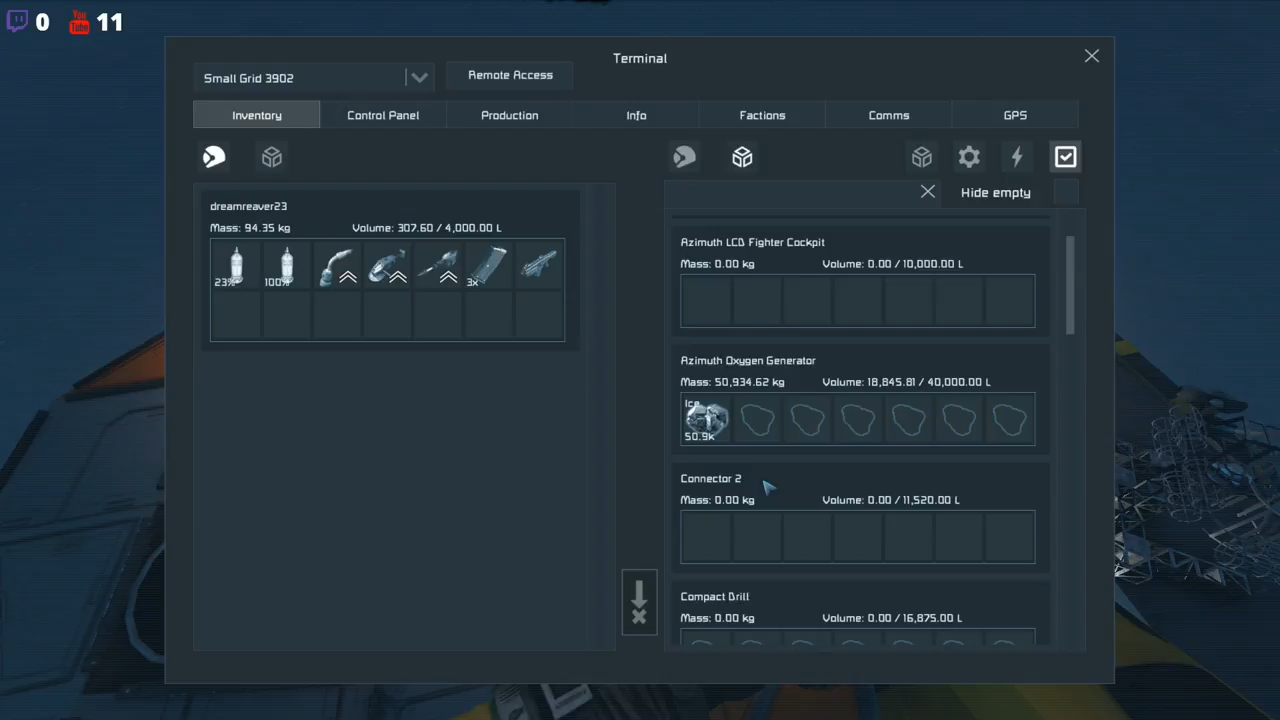 0 You Tube 11
Terminal
Small Grid 3902 Remote Access
Inventory Control Panel Production Info Factions Comms GPS
Hide empty
dreamreaver23
Mass: 94.35 kg Volume: 307.60 / 4,000.00 L
23% 100% 3x
Azimuth LCD Fighter Cockpit
Mass: 0.00 kg Volume: 0.00 / 10,000.00 L
Azimuth Oxygen Generator
Mass: 50,934.62 kg Volume: 18,845.81 / 40,000.00 L
Ice
50.9k
Connector 2
Mass: 0.00 kg Volume: 0.00 / 11,520.00 L
Compact Drill
Mass: 0.00 kg Volume: 0.00 / 16,875.00 L